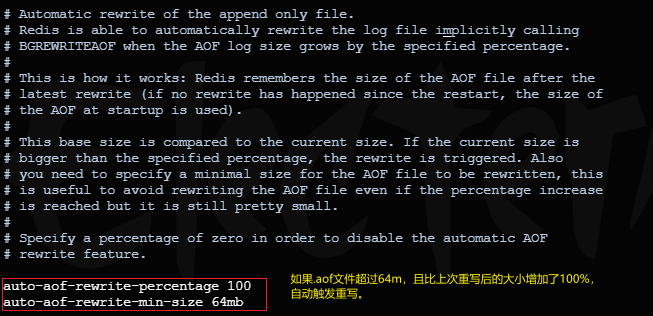 # Automatic rewrite of the append only file.
# Redis is able to automatically rewrite the log file implicitly calling
# BGREWRITEAOF when the AOF log size grows by the specified percentage.
#
# This is how it works: Redis remembers the size of the AOF file after the
# latest rewrite (if no rewrite has happened since the restart, the size of
# the AOF at startup is used).
#
# This base size is compared to the current size. If the current size is
# bigger than the specified percentage, the rewrite is triggered. Also
# you need to specify a minimal size for the AOF file to be rewritten, this
# is useful to avoid rewriting the AOF file even if the percentage increase
# is reached but it is still pretty small.
#
# Specify a percentage of zero in order to disable the automatic AOF
# rewrite feature.
auto-aof-rewrite-percentage 100
auto-aof-rewrite-min-size 64mb
如果.aof文件超过64m，且比上次重写后的大小增加了100%，
自动触发重写。